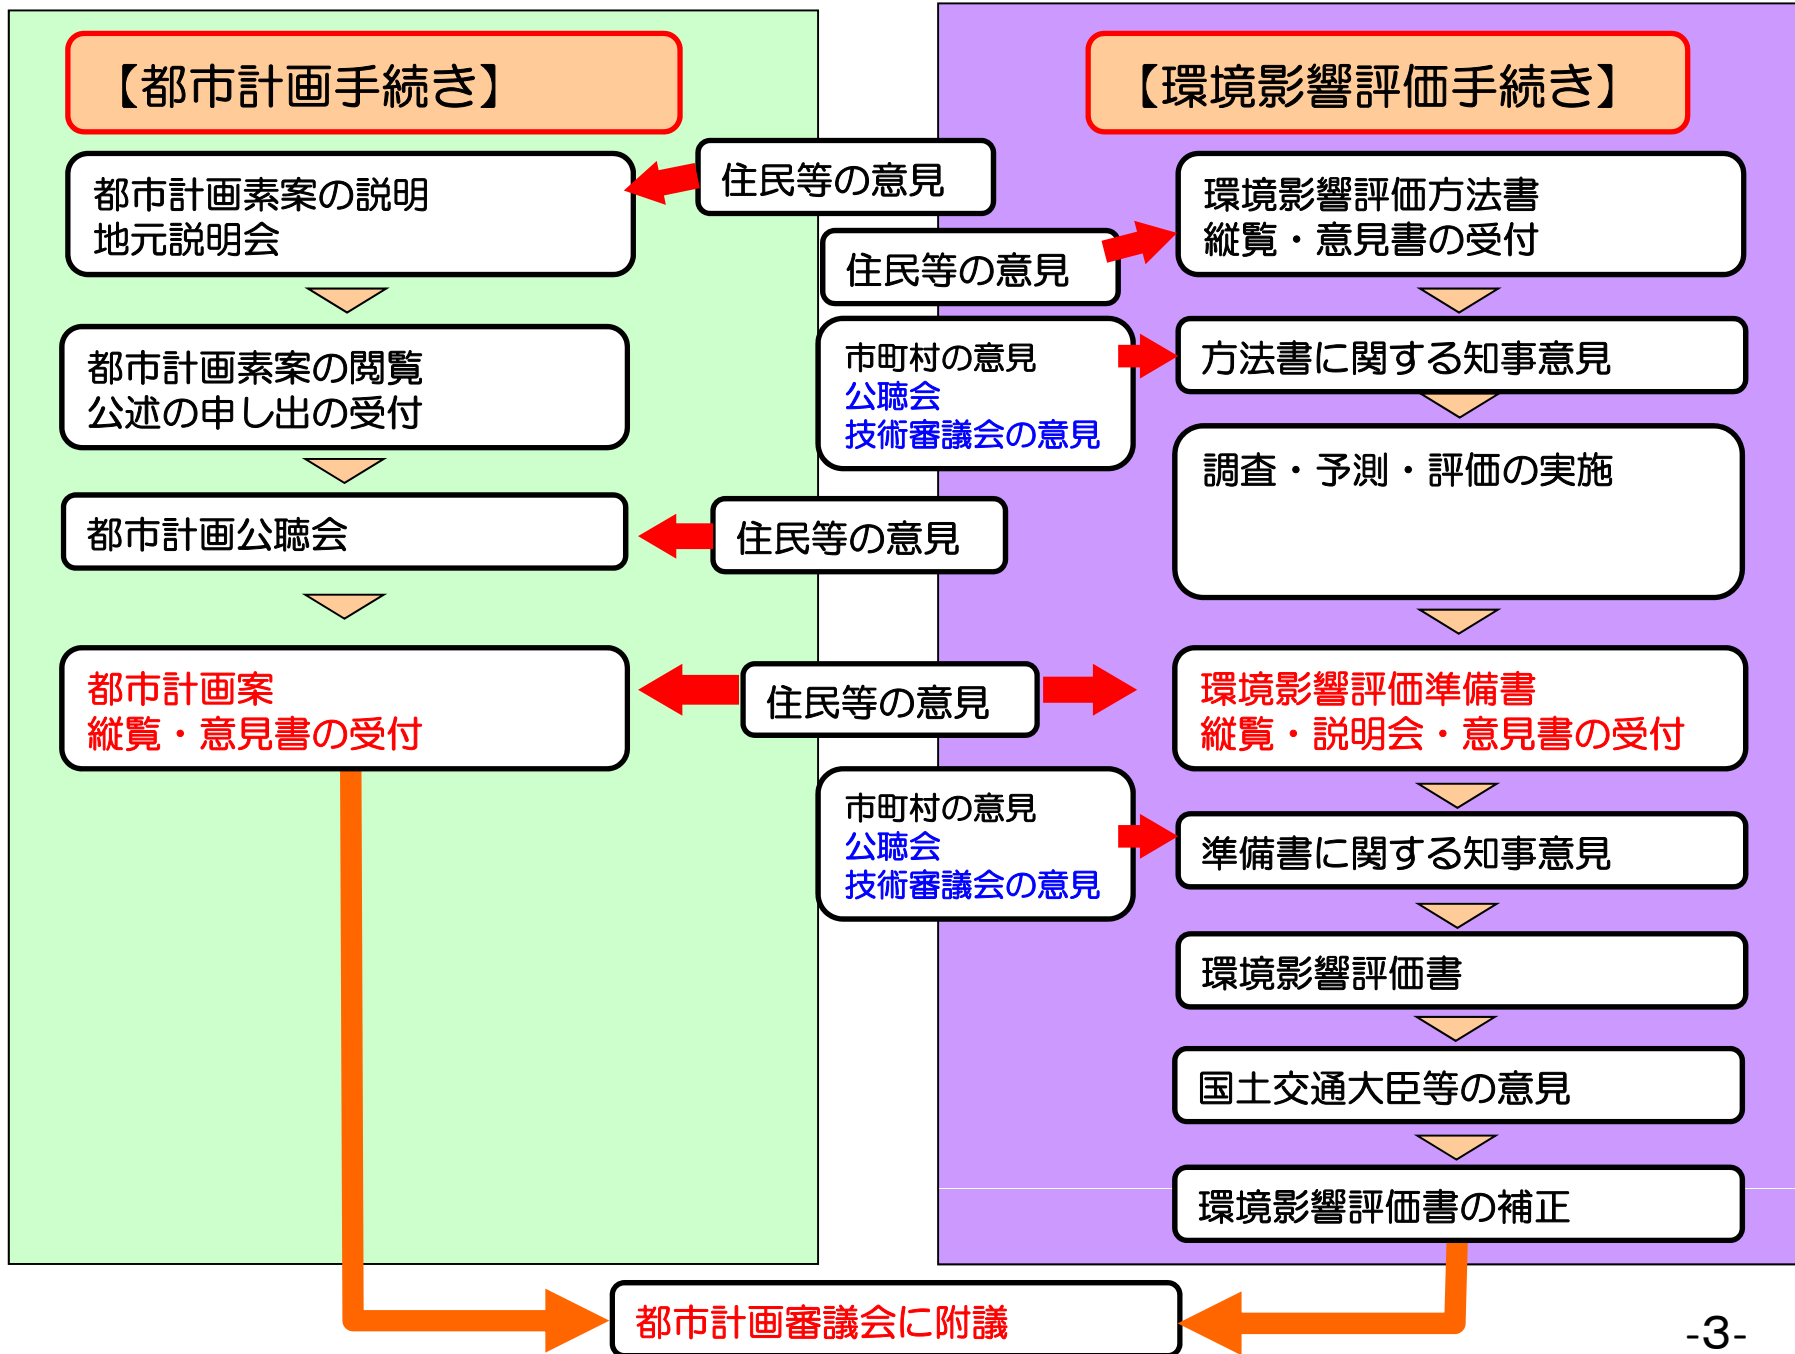 【都市計画手続き】
都市計画素案の説明
地元説明会
都市計画素案の閲覧
公述の申し出の受付
都市計画公聴会
都市計画案
縦覧・意見書の受付
住民等の意見
住民等の意見
市町村の意見
公聴会
技術審議会の意見
住民等の意見
住民等の意見
市町村の意見
公聴会
技術審議会の意見
【環境影響評価手続き】
環境影響評価方法書
縦覧・意見書の受付
方法書に関する知事意見
調査・予測・評価の実施
環境影響評価準備書
縦覧・説明会・意見書の受付
準備書に関する知事意見
環境影響評価書
国土交通大臣等の意見
環境影響評価書の補正
都市計画審議会に附議
-3-